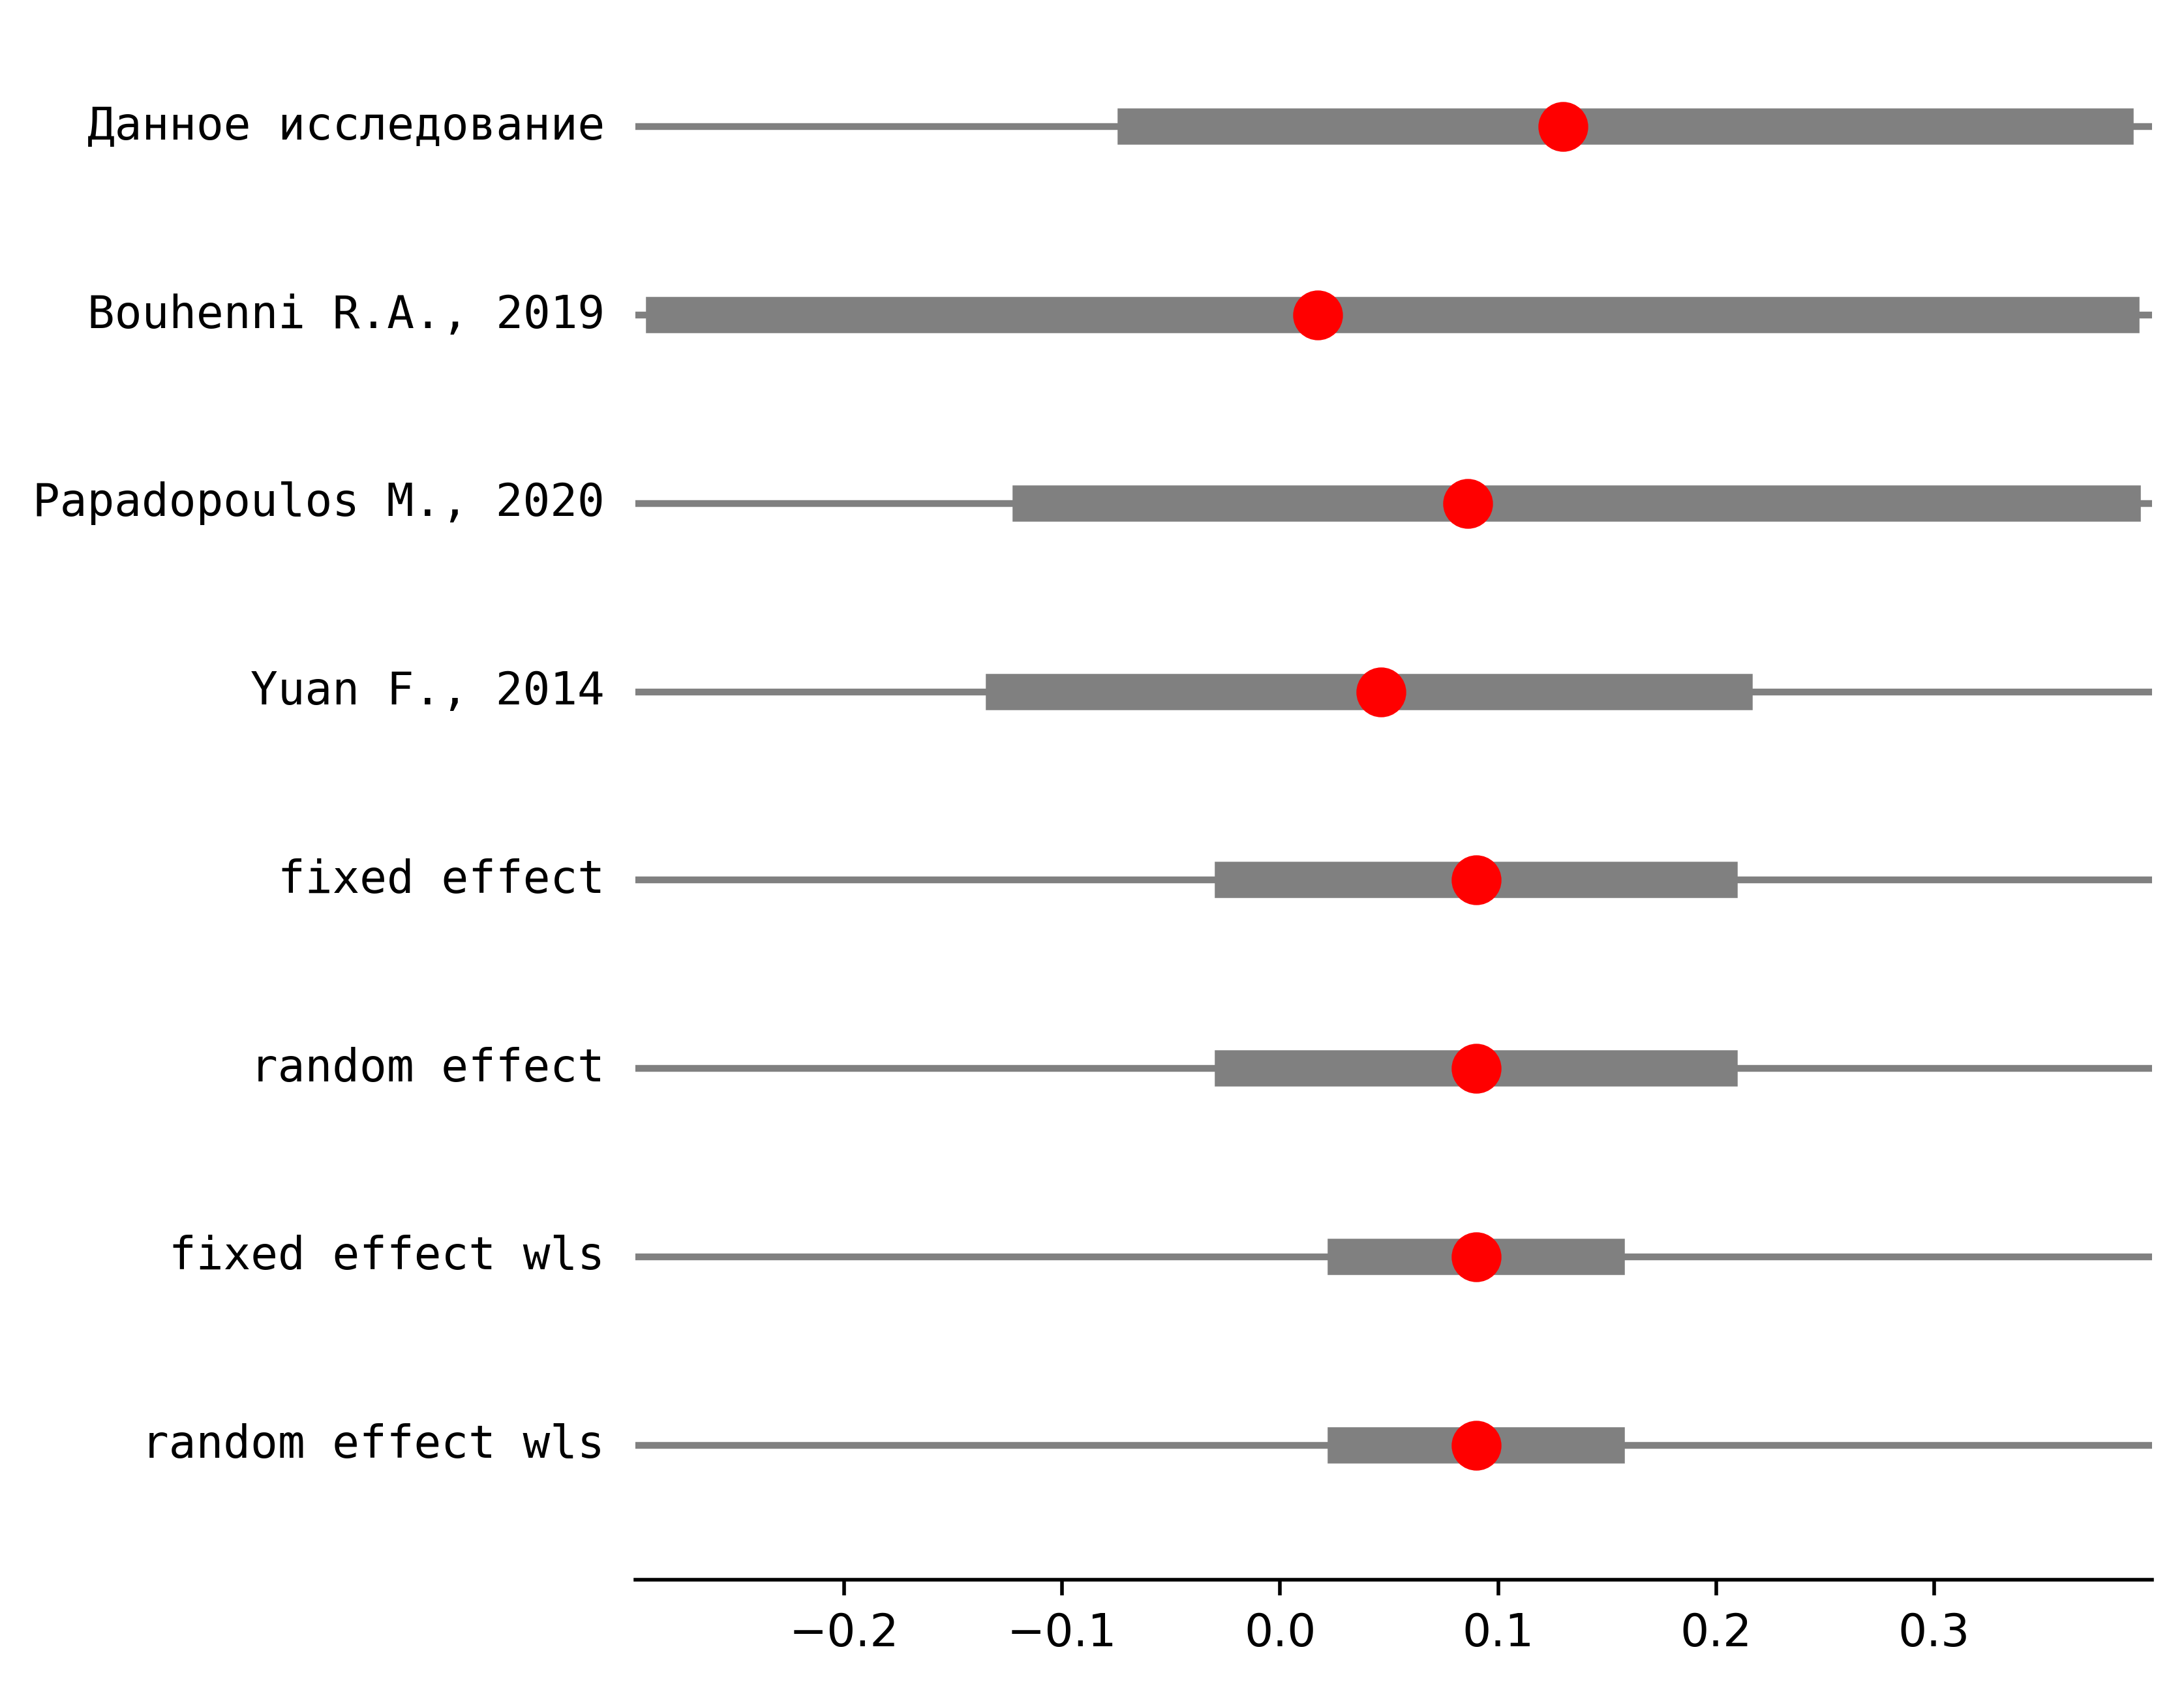 Данное исследование
Bouhenni R.A., 2019
Papadopoulos M., 2020
Yuan F., 2014
fixed effect
random effect
fixed effect wls
random effect wls
−0.2 −0.1 0.0 0.1 0.2 0.3